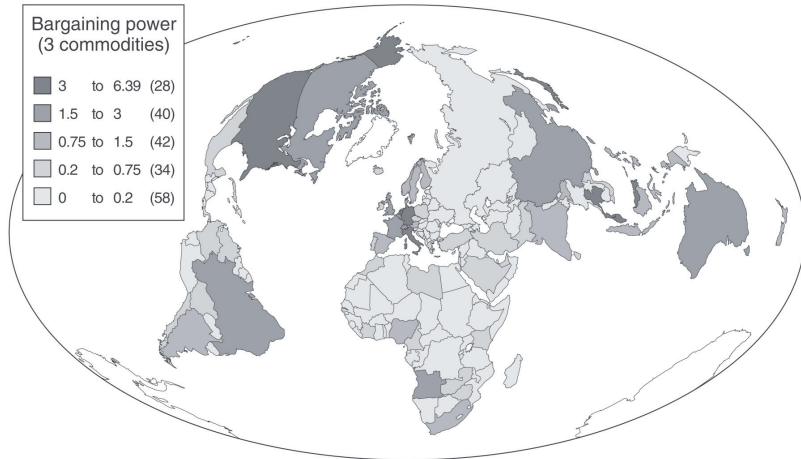 Bargaining power
(3 commodities)
3 to 6.39 (28)
1.5 to 3 (40)
0.75 to 1.5 (42)
0.2 to 0.75 (34)
0 to 0.2 (58)